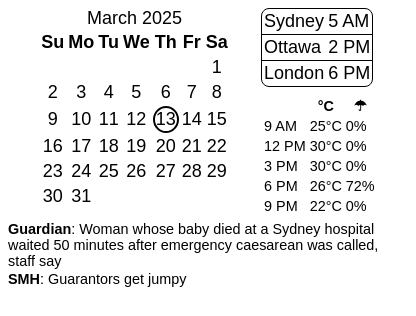 March 2025
Su Mo Tu We Th Fr Sa
1
2 3 4 5 6 7 8
9 10 11 12 13 14 15
16 17 18 19 20 21 22
23 24 25 26 27 28 29
30 31
Sydney 5 AM
Ottawa 2 PM
London 6 PM
°C ☂
9 AM 25°C 0%
12 PM 30°C 0%
3 PM 30°C 0%
6 PM 26°C 72%
9 PM 22°C 0%
Guardian: Woman whose baby died at a Sydney hospital
waited 50 minutes after emergency caesarean was called,
staff say
SMH: Guarantors get jumpy